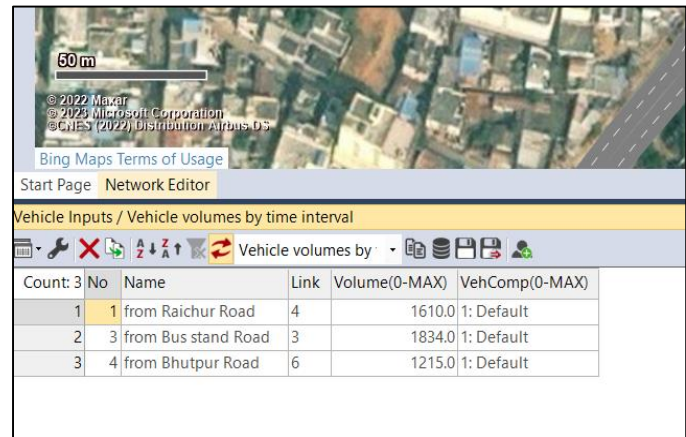 50 m
© 2022 Maxar
© 2023 Microsoft Corporation
©CNES (2022) Distribution Airbus DS
Bing Maps Terms of Usage
Start Page Network Editor
Vehicle Inputs / Vehicle volumes by time interval
Vehicle volumes by
Count: 3 No Name Link Volume(0-MAX) VehComp(0-MAX)
1 1 from Raichur Road 4 1610.0 1: Default
2 3 from Bus stand Road 3 1834.0 1: Default
3 4 from Bhutpur Road 6 1215.0 1: Default